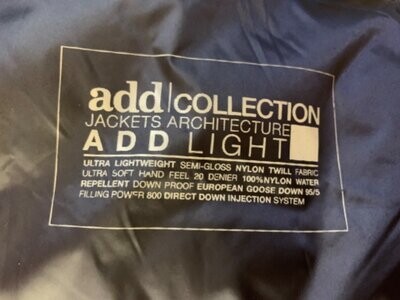 add|COLLECTION
JACKETS ARCHITECTURE
ADD LIGHT
ULTRA LIGHTWEIGHT SEMI-GLOSS NYLON TWILL FABRIC
ULTRA SOFT HAND FEEL 20 DENIER 100%NYLON WATER
REPELLENT DOWN PROOF EUROPEAN GOOSE DOWN 95/5
FILLING POWER 800 DIRECT DOWN INJECTION SYSTEM